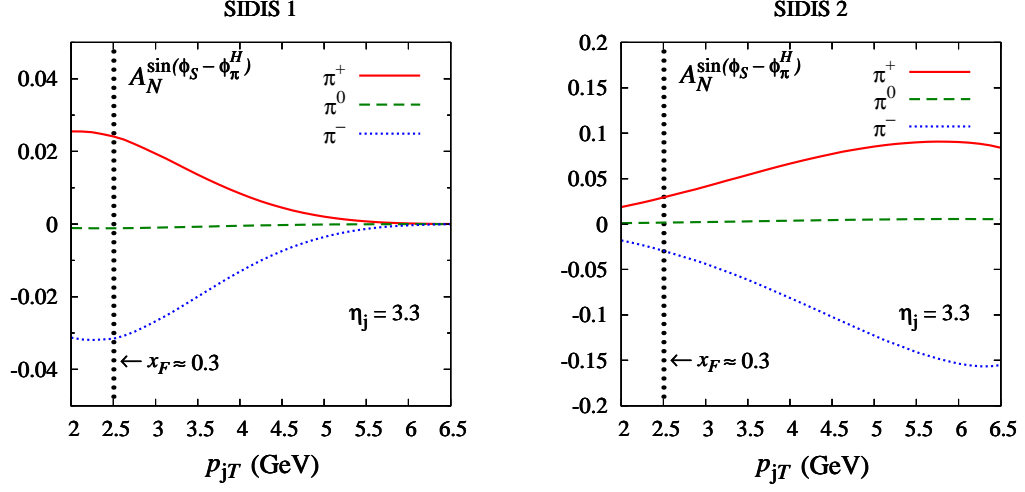 SIDIS 1
A_N^{sin(ϕ_S − ϕ_π^H)}
π⁺
π⁰
π⁻
0.04
0.02
0
-0.02
-0.04
η_j = 3.3
← x_F ≈ 0.3
2 2.5 3 3.5 4 4.5 5 5.5 6 6.5
p_{jT} (GeV)
SIDIS 2
A_N^{sin(ϕ_S − ϕ_π^H)}
π⁺
π⁰
π⁻
0.2
0.15
0.1
0.05
0
-0.05
-0.1
-0.15
-0.2
η_j = 3.3
← x_F ≈ 0.3
2 2.5 3 3.5 4 4.5 5 5.5 6 6.5
p_{jT} (GeV)